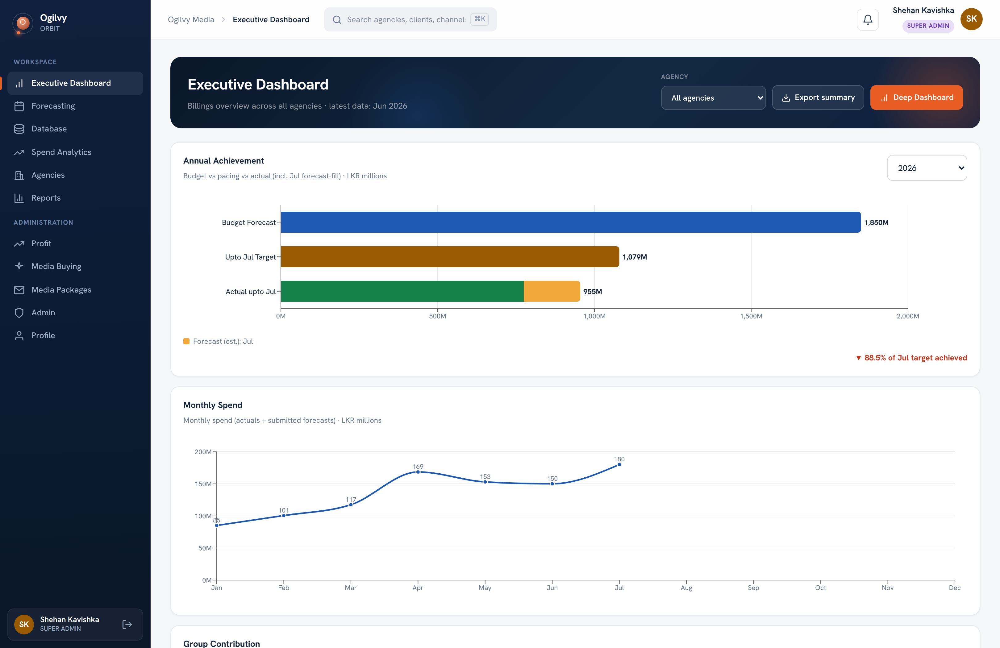 Ogilvy
ORBIT
WORKSPACE
Executive Dashboard
Forecasting
Database
Spend Analytics
Agencies
Reports
ADMINISTRATION
Profit
Media Buying
Media Packages
Admin
Profile
SK
Shehan Kavishka
SUPER ADMIN
Ogilvy Media > Executive Dashboard
Search agencies, clients, channels
⌘K
Shehan Kavishka
SUPER ADMIN
SK
Executive Dashboard
Billings overview across all agencies · latest data: Jun 2026
AGENCY
All agencies
Export summary
Deep Dashboard
Annual Achievement
Budget vs pacing vs actual (incl. Jul forecast-fill) · LKR millions
2026
Budget Forecast
1,850M
Upto Jul Target
1,079M
Actual upto Jul
955M
0M 500M 1,000M 1,500M 2,000M
Forecast (est.): Jul
▼ 88.5% of Jul target achieved
Monthly Spend
Monthly spend (actuals + submitted forecasts) · LKR millions
200M
150M
100M
50M
0M
85 101 117 169 153 150 180
Jan Feb Mar Apr May Jun Jul Aug Sep Oct Nov Dec
Group Contribution